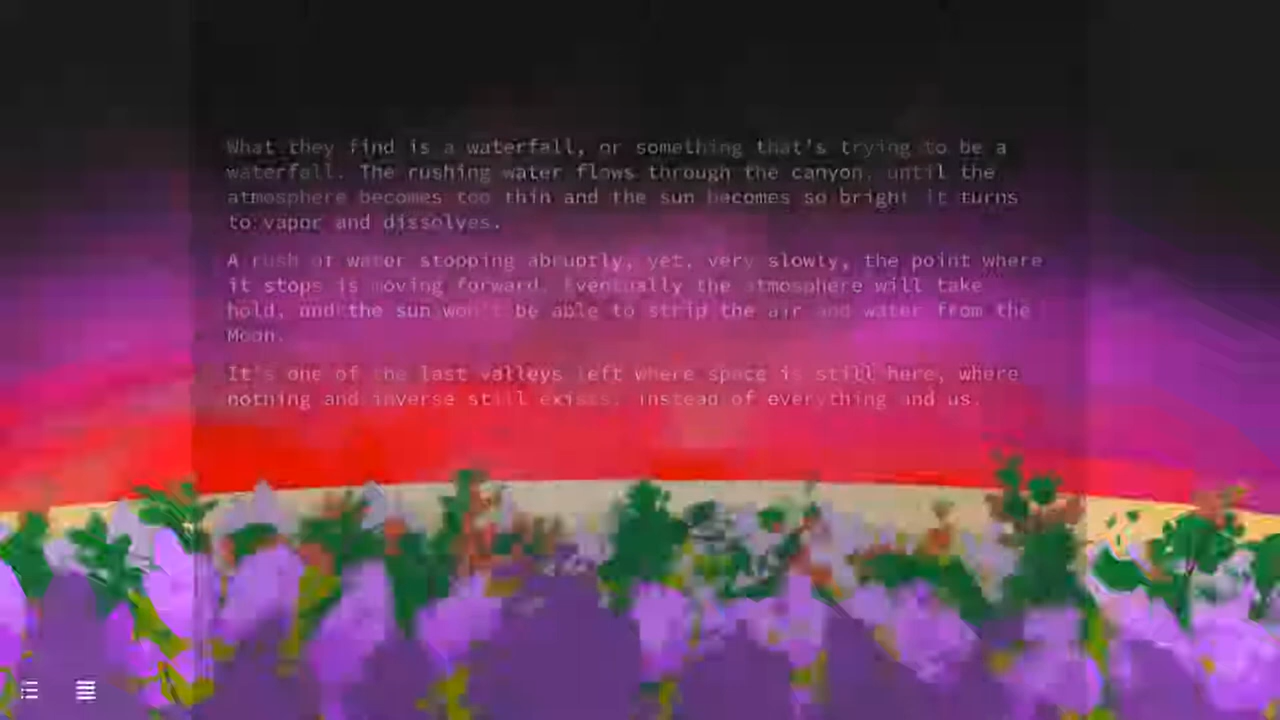 What they find is a waterfall, or something that's trying to be a
waterfall. The rushing water flows through the canyon, until the
atmosphere becomes too thin and the sun becomes so bright it turns
to vapor and dissolves.
A rush of water stopping abruptly, yet, very slowly, the point where
it stops is moving forward. Eventually the atmosphere will take
hold, and the sun won't be able to strip the air and water from the
Moon.
It's one of the last valleys left where space is still here, where
nothing and inverse still exists, instead of everything and us.